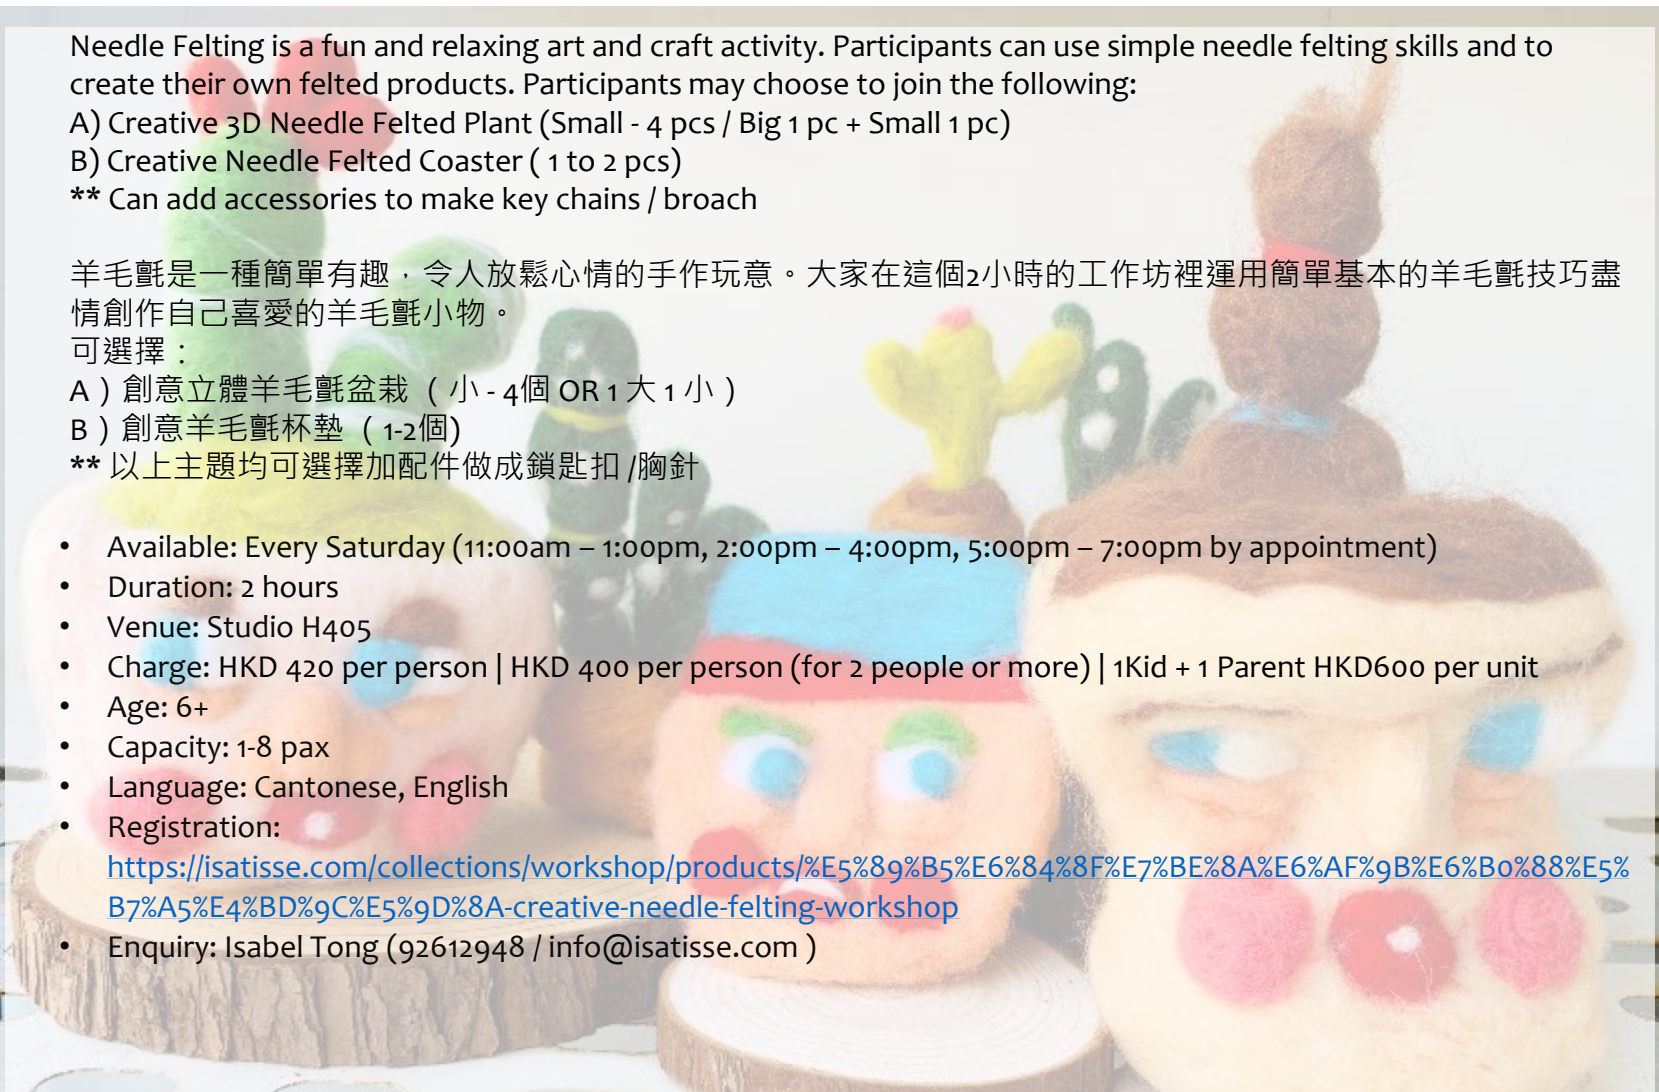 Needle Felting is a fun and relaxing art and craft activity. Participants can use simple needle felting skills and to
create their own felted products. Participants may choose to join the following:
A) Creative 3D Needle Felted Plant (Small - 4 pcs / Big 1 pc + Small 1 pc)
B) Creative Needle Felted Coaster ( 1 to 2 pcs)
** Can add accessories to make key chains / broach
羊毛氈是一種簡單有趣，令人放鬆心情的手作玩意。大家在這個2小時的工作坊裡運用簡單基本的羊毛氈技巧盡
情創作自己喜愛的羊毛氈小物。
可選擇：
A ) 創意立體羊毛氈盆栽 （ 小 - 4個 OR 1 大 1 小 ）
B ) 創意羊毛氈杯墊 （ 1-2個)
** 以上主題均可選擇加配件做成鎖匙扣 /胸針
• Available: Every Saturday (11:00am – 1:00pm, 2:00pm – 4:00pm, 5:00pm – 7:00pm by appointment)
• Duration: 2 hours
• Venue: Studio H405
• Charge: HKD 420 per person | HKD 400 per person (for 2 people or more) | 1Kid + 1 Parent HKD600 per unit
• Age: 6+
• Capacity: 1-8 pax
• Language: Cantonese, English
• Registration:
https://isatisse.com/collections/workshop/products/%E5%89%B5%E6%84%8F%E7%BE%8A%E6%AF%9B%E6%B0%88%E5%
B7%A5%E4%BD%9C%E5%9D%8A-creative-needle-felting-workshop
• Enquiry: Isabel Tong (92612948 / info@isatisse.com )